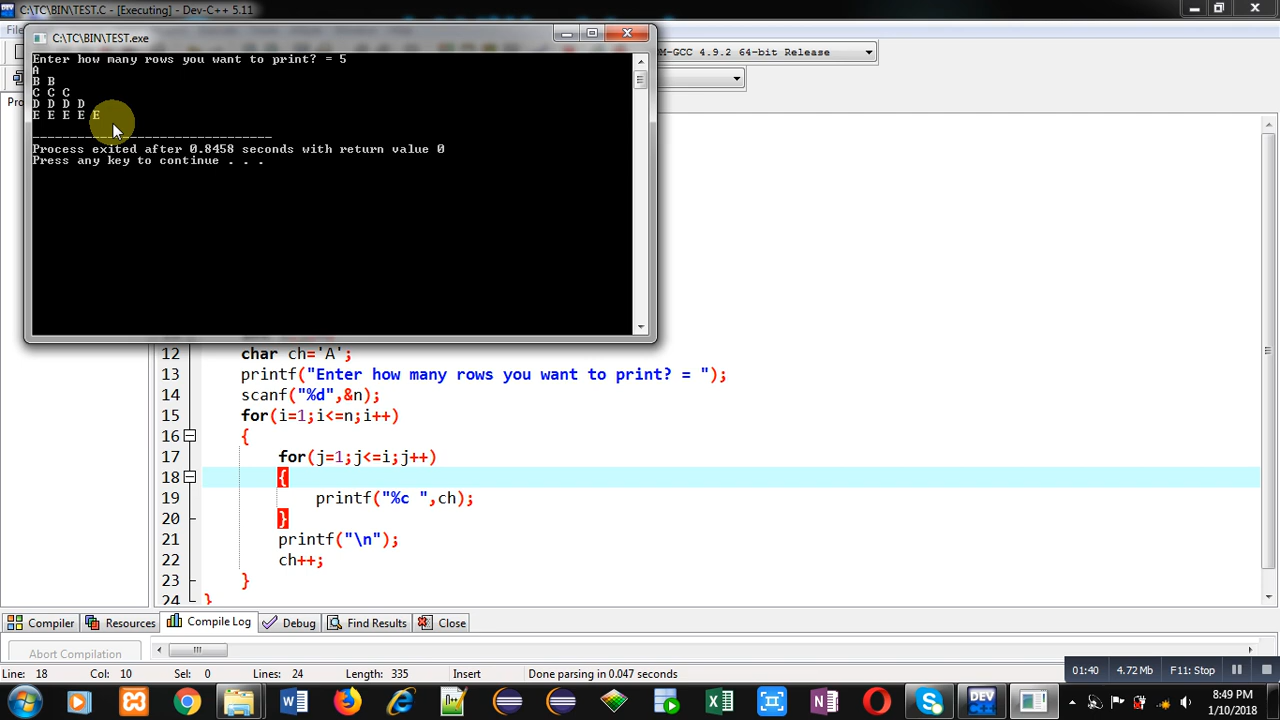 C:\TC\BIN\TEST.C - [Executing] - Dev-C++ 5.11
C:\TC\BIN\TEST.exe
Enter how many rows you want to print? = 5
A
B B
C C C
D D D D
E E E E E
--------------------------------
Process exited after 0.8458 seconds with return value 0
Press any key to continue . . .
M-GCC 4.9.2 64-bit Release
12 char ch='A';
13 printf("Enter how many rows you want to print? = ");
14 scanf("%d",&n);
15 for(i=1;i<=n;i++)
16 {
17 for(j=1;j<=i;j++)
18 {
19 printf("%c ",ch);
20 }
21 printf("\n");
22 ch++;
23 }
24 }
Compiler Resources Compile Log Debug Find Results Close
Abort Compilation
Line: 18 Col: 10 Sel: 0 Lines: 24 Length: 335 Insert Done parsing in 0.047 seconds
01:40 4.72 Mb F11: Stop
8:49 PM
1/10/2018